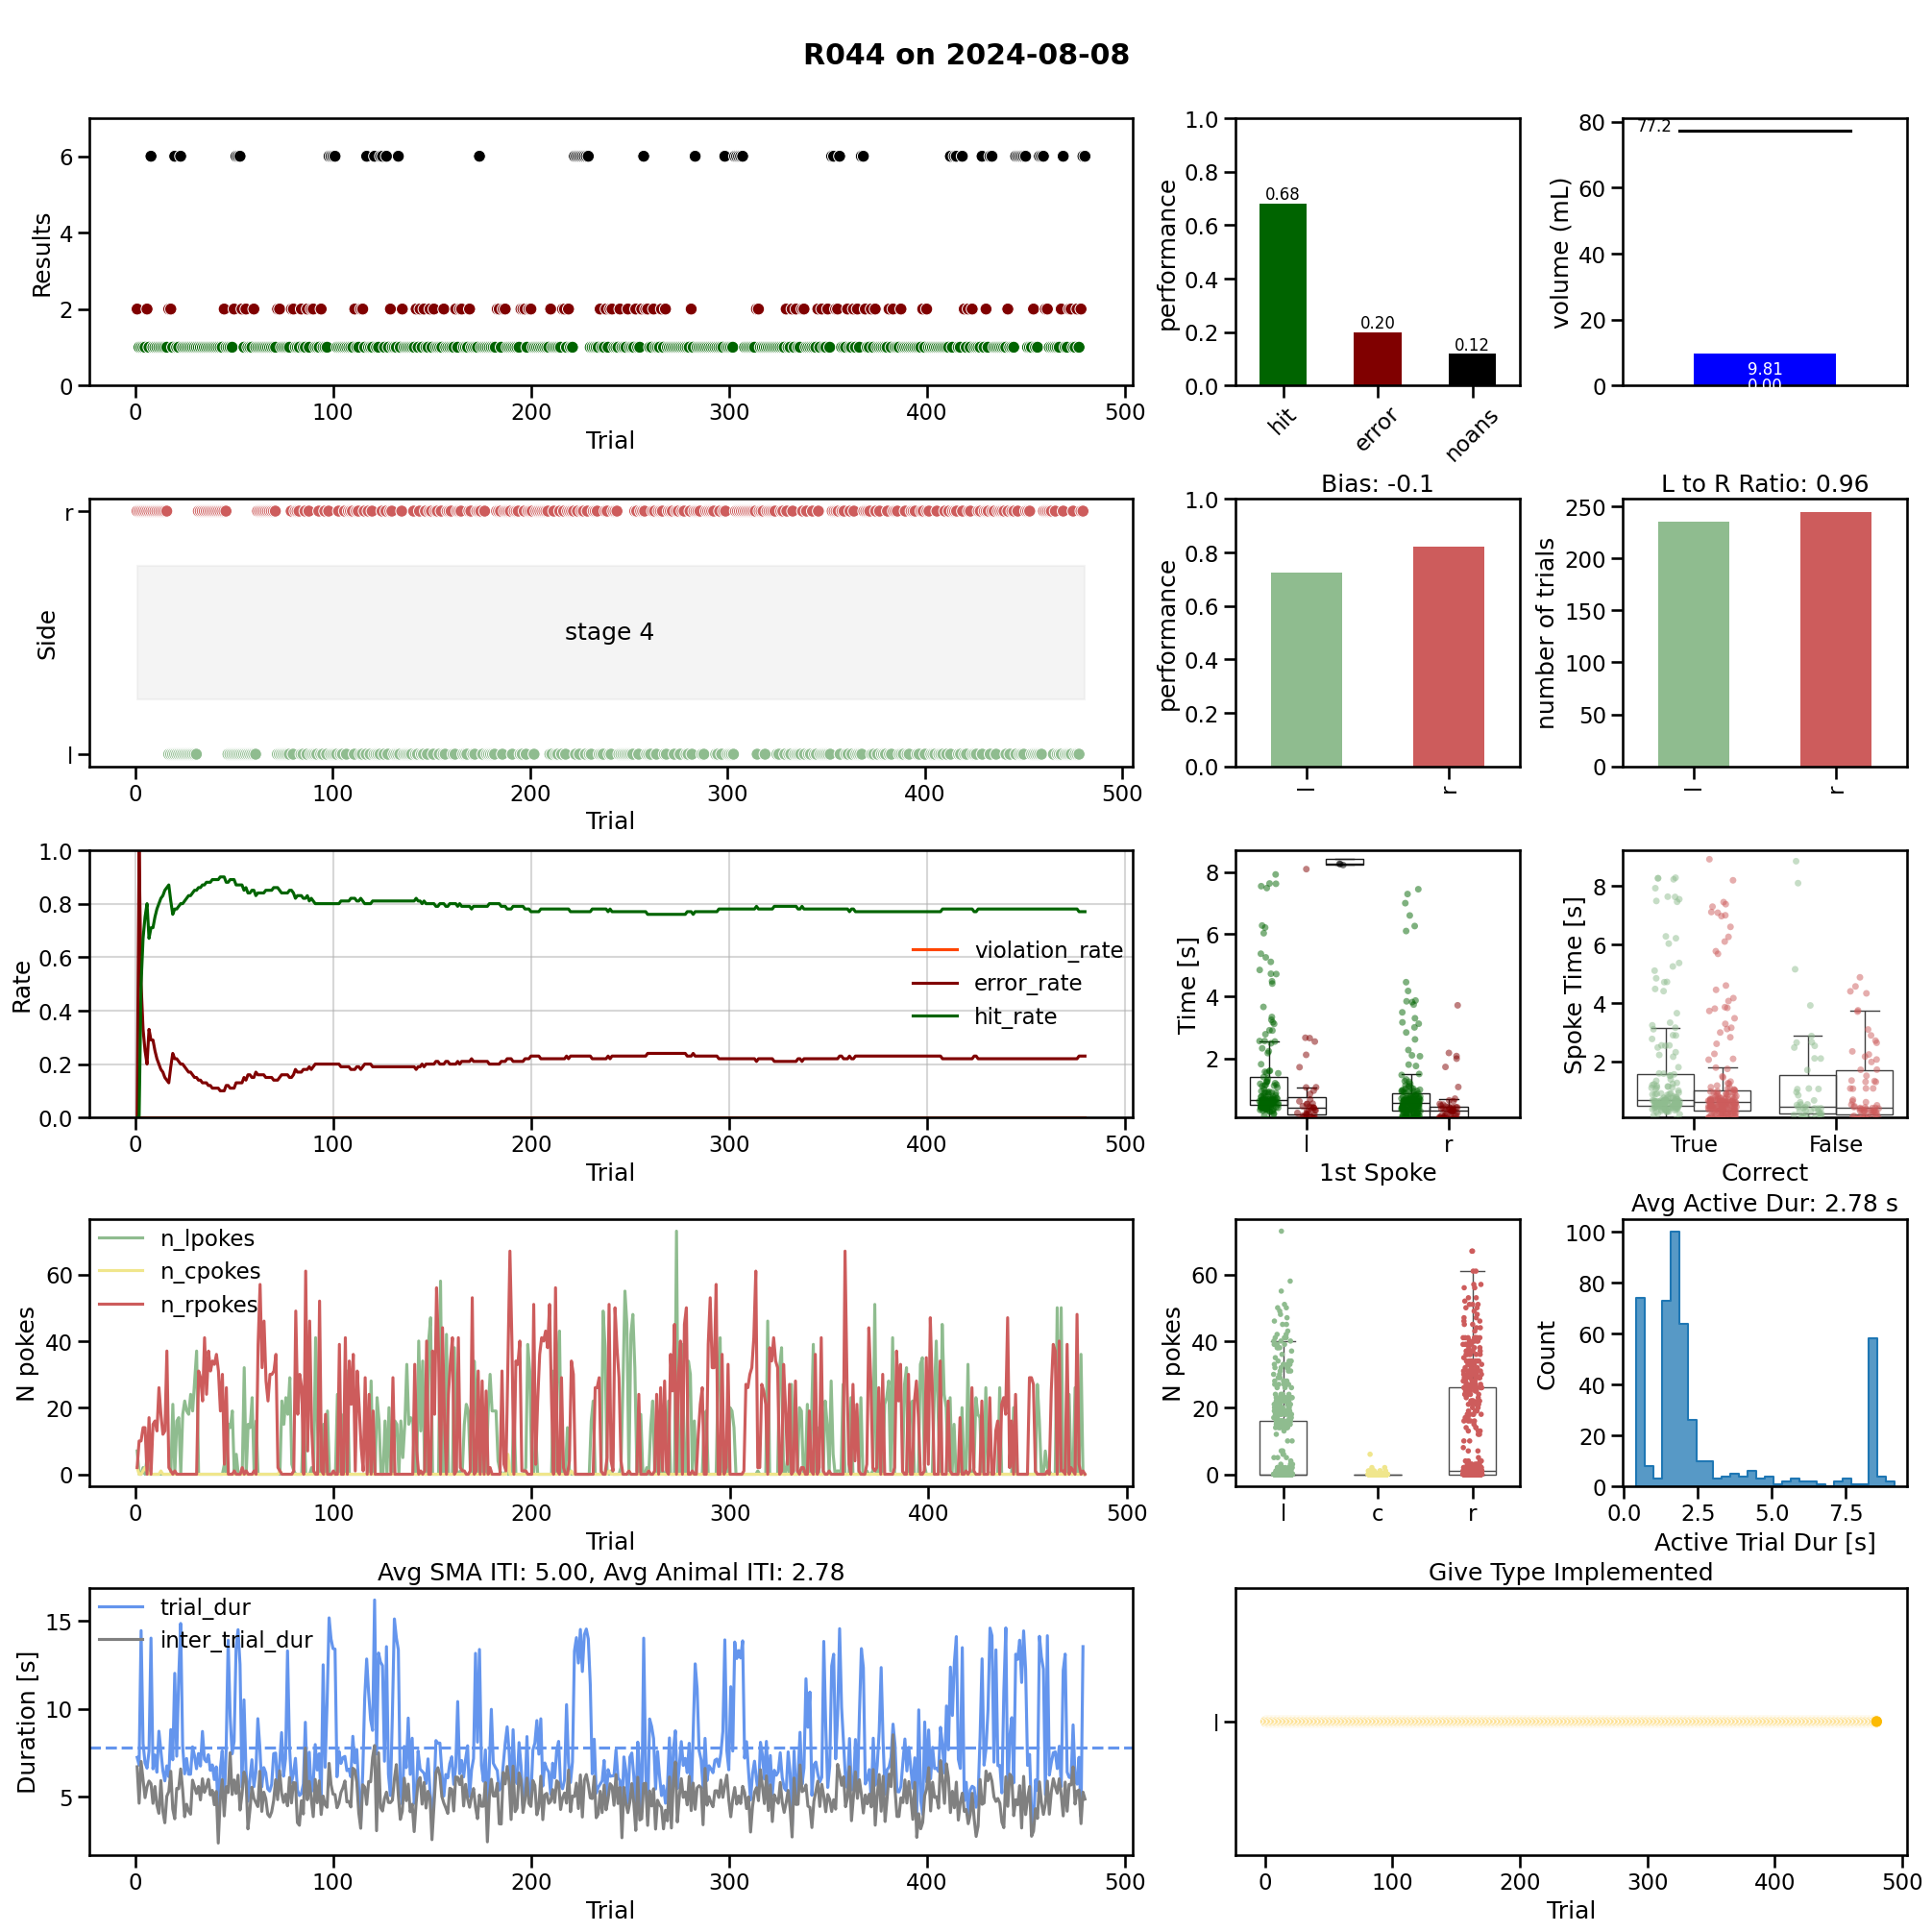 R044 on 2024-08-08
Results
6
4
2
0
0 100 200 300 400 500
Trial
performance
1.0
0.8
0.6
0.4
0.2
0.0
0.68
0.20
0.12
hit error noans
volume (mL)
80
60
40
20
0
77.2
9.81
0.00
Side
r
l
stage 4
0 100 200 300 400 500
Trial
Bias: -0.1
performance
1.0
0.8
0.6
0.4
0.2
0.0
l r
L to R Ratio: 0.96
number of trials
250
200
150
100
50
0
l r
Rate
1.0
0.8
0.6
0.4
0.2
0.0
violation_rate
error_rate
hit_rate
0 100 200 300 400 500
Trial
Time [s]
8
6
4
2
l r
1st Spoke
Spoke Time [s]
8
6
4
2
True False
Correct
N pokes
60
40
20
0
n_lpokes
n_cpokes
n_rpokes
0 100 200 300 400 500
Trial
N pokes
60
40
20
0
l c r
Avg Active Dur: 2.78 s
Count
100
80
60
40
20
0
0.0 2.5 5.0 7.5
Active Trial Dur [s]
Avg SMA ITI: 5.00, Avg Animal ITI: 2.78
Duration [s]
15
10
5
trial_dur
inter_trial_dur
0 100 200 300 400 500
Trial
Give Type Implemented
l
0 100 200 300 400 500
Trial